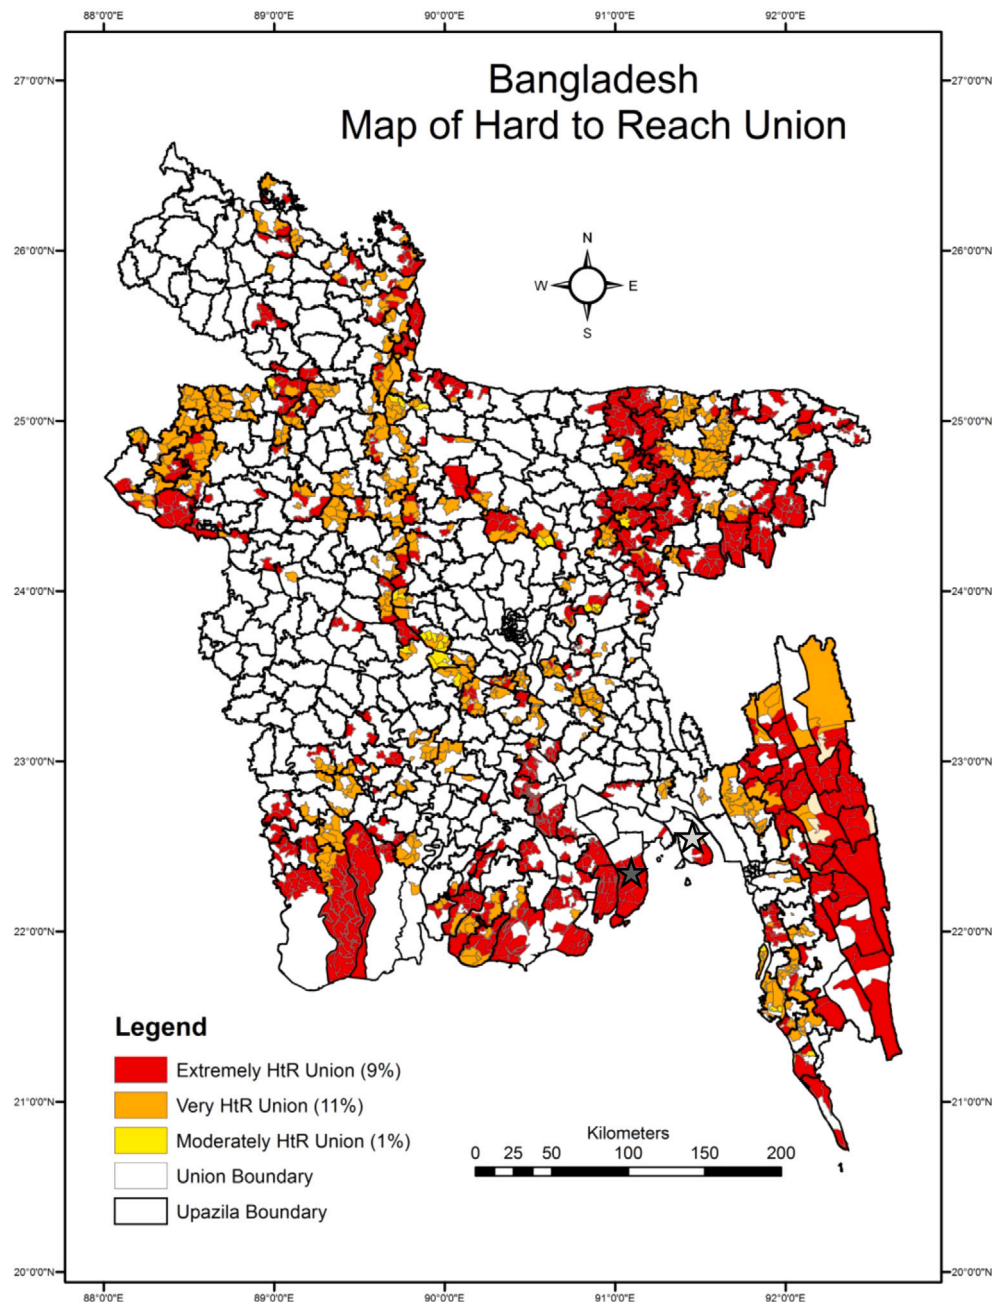 88°0'0"E 89°0'0"E 90°0'0"E 91°0'0"E 92°0'0"E
27°0'0"N 27°0'0"N
Bangladesh
Map of Hard to Reach Union
26°0'0"N 26°0'0"N
N
W E
S
25°0'0"N 25°0'0"N
24°0'0"N 24°0'0"N
23°0'0"N 23°0'0"N
22°0'0"N 22°0'0"N
Legend
Extremely HtR Union (9%)
Very HtR Union (11%)
Moderately HtR Union (1%)
Union Boundary
Upazila Boundary
21°0'0"N 21°0'0"N
Kilometers
0 25 50 100 150 200
20°0'0"N 20°0'0"N
88°0'0"E 89°0'0"E 90°0'0"E 91°0'0"E 92°0'0"E